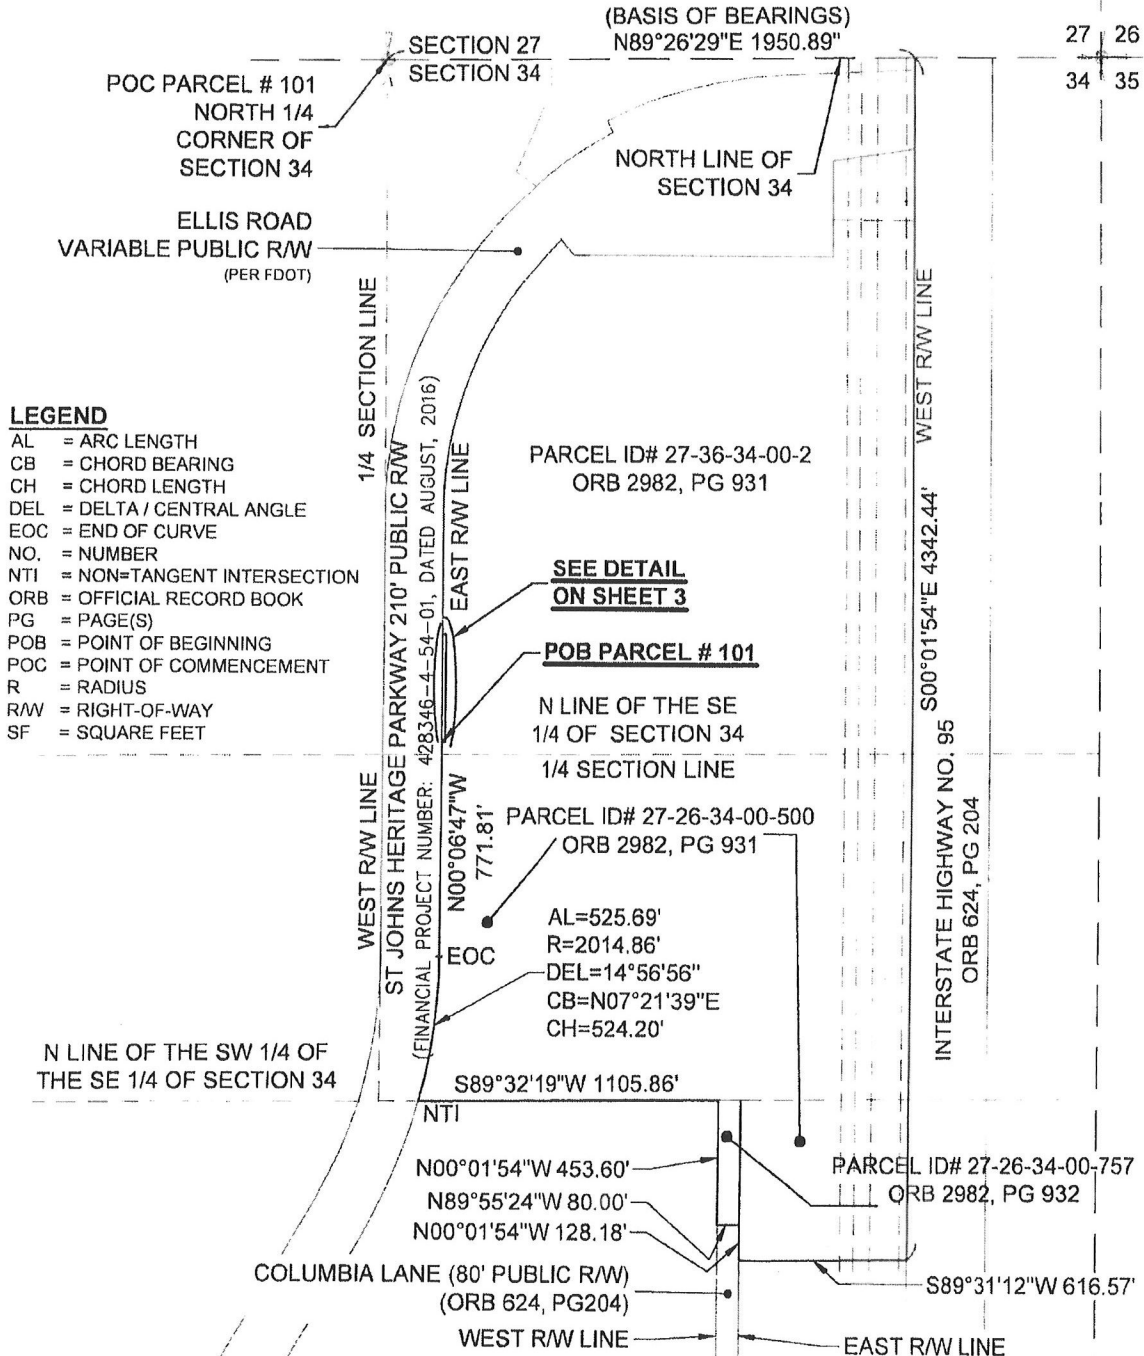 (BASIS OF BEARINGS)
N89°26'29"E 1950.89"
27 26
34 35
SECTION 27
SECTION 34
POC PARCEL # 101
NORTH 1/4
CORNER OF
SECTION 34
NORTH LINE OF
SECTION 34
ELLIS ROAD
VARIABLE PUBLIC R/W
(PER FDOT)
1/4 SECTION LINE
WEST R/W LINE
LEGEND
AL = ARC LENGTH
CB = CHORD BEARING
CH = CHORD LENGTH
DEL = DELTA / CENTRAL ANGLE
EOC = END OF CURVE
NO. = NUMBER
NTI = NON=TANGENT INTERSECTION
ORB = OFFICIAL RECORD BOOK
PG = PAGE(S)
POB = POINT OF BEGINNING
POC = POINT OF COMMENCEMENT
R = RADIUS
R/W = RIGHT-OF-WAY
SF = SQUARE FEET
ST JOHNS HERITAGE PARKWAY 210' PUBLIC R/W
(FINANCIAL PROJECT NUMBER: 428346-4-54-01, DATED AUGUST, 2016)
EAST R/W LINE
PARCEL ID# 27-36-34-00-2
ORB 2982, PG 931
SEE DETAIL
ON SHEET 3
POB PARCEL # 101
N LINE OF THE SE
1/4 OF SECTION 34
1/4 SECTION LINE
S00°01'54"E 4342.44'
INTERSTATE HIGHWAY NO. 95
ORB 624, PG 204
WEST R/W LINE
N00°06'47"W
771.81'
PARCEL ID# 27-26-34-00-500
ORB 2982, PG 931
EOC
AL=525.69'
R=2014.86'
DEL=14°56'56"
CB=N07°21'39"E
CH=524.20'
N LINE OF THE SW 1/4 OF
THE SE 1/4 OF SECTION 34
S89°32'19"W 1105.86'
NTI
N00°01'54"W 453.60'
N89°55'24"W 80.00'
N00°01'54"W 128.18'
PARCEL ID# 27-26-34-00-757
ORB 2982, PG 932
COLUMBIA LANE (80' PUBLIC R/W)
(ORB 624, PG204)
S89°31'12"W 616.57'
WEST R/W LINE
EAST R/W LINE